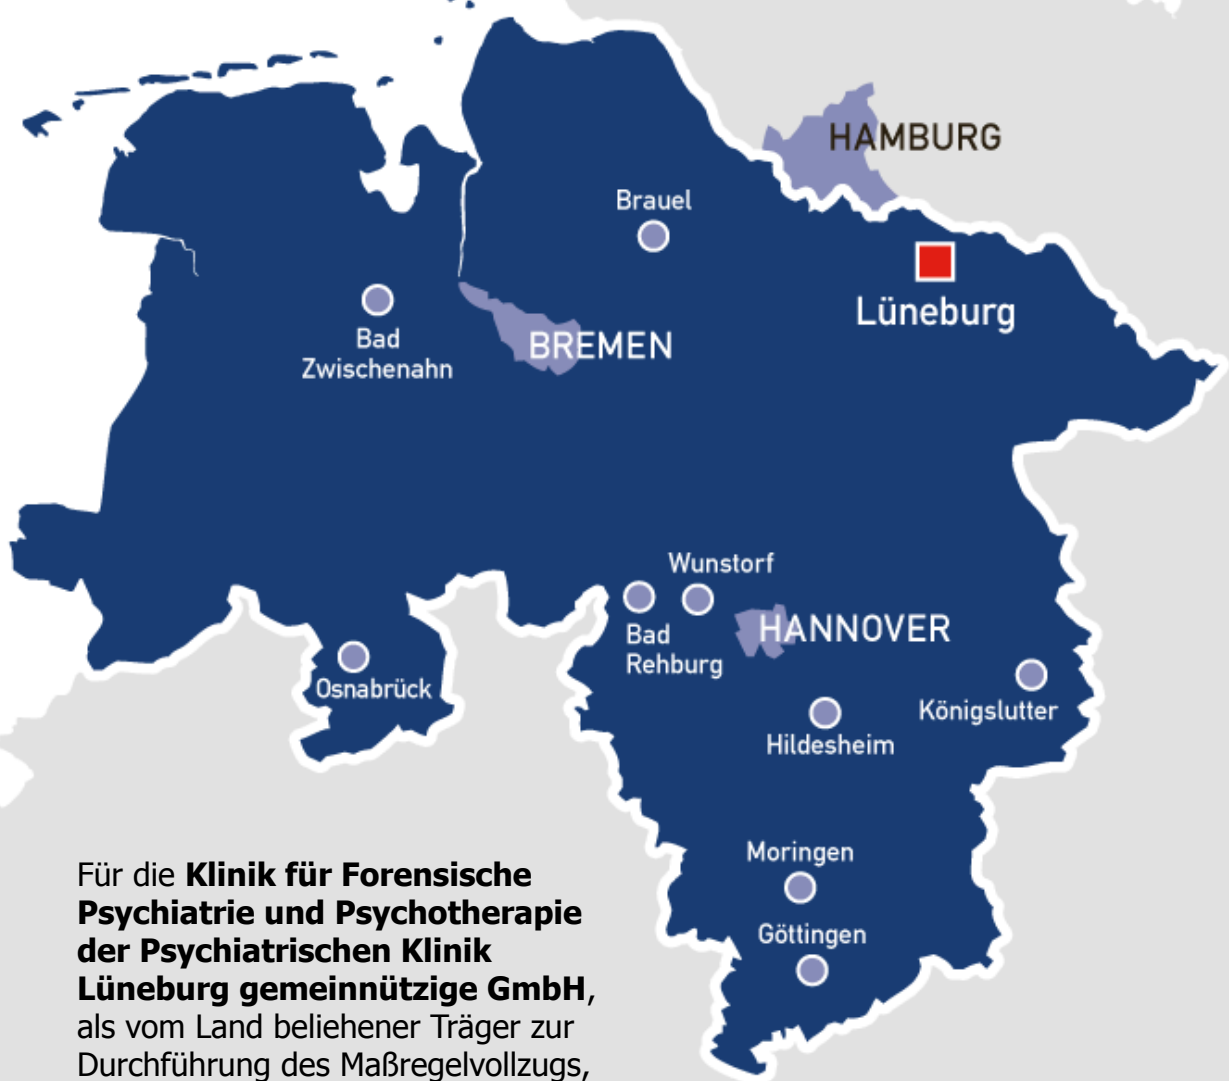 HAMBURG
Brauel
Lüneburg
Bad
Zwischenahn
BREMEN
Wunstorf
Bad
Rehburg
HANNOVER
Osnabrück
Königslutter
Hildesheim
Moringen
Göttingen
Für die Klinik für Forensische
Psychiatrie und Psychotherapie
der Psychiatrischen Klinik
Lüneburg gemeinnützige GmbH,
als vom Land beliehener Träger zur
Durchführung des Maßregelvollzugs,